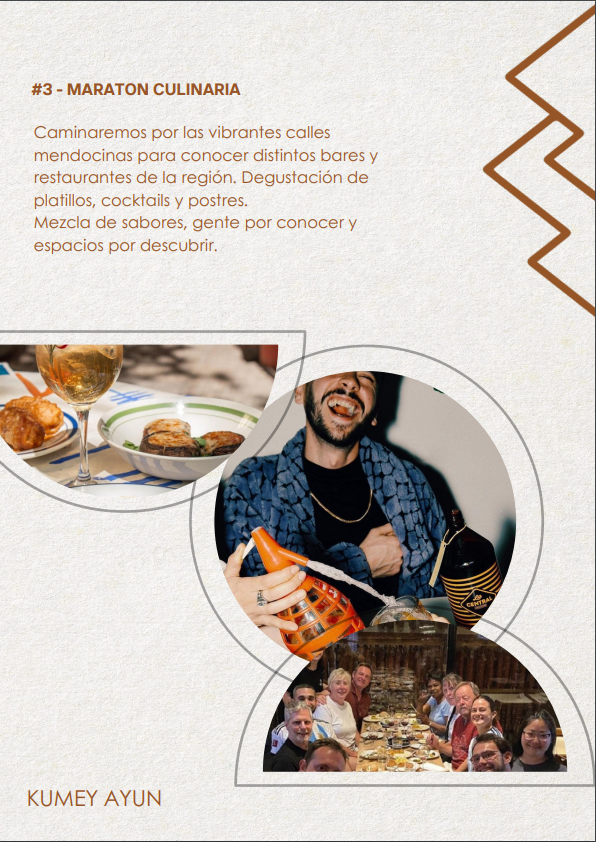 #3 - MARATON CULINARIA
Caminaremos por las vibrantes calles
mendocinas para conocer distintos bares y
restaurantes de la región. Degustación de
platillos, cocktails y postres.
Mezcla de sabores, gente por conocer y
espacios por descubrir.
CENTRAL
KUMEY AYUN